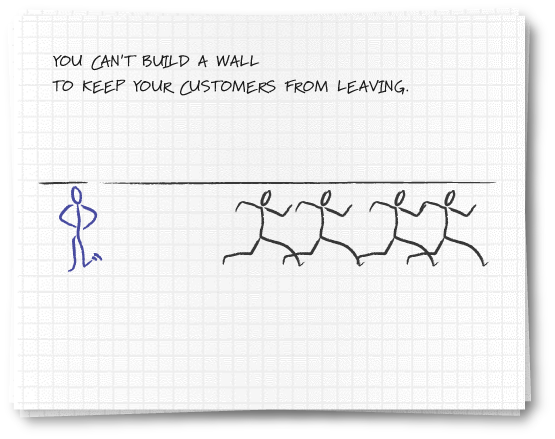 YOU CAN'T BUILD A WALL
TO KEEP YOUR CUSTOMERS FROM LEAVING.